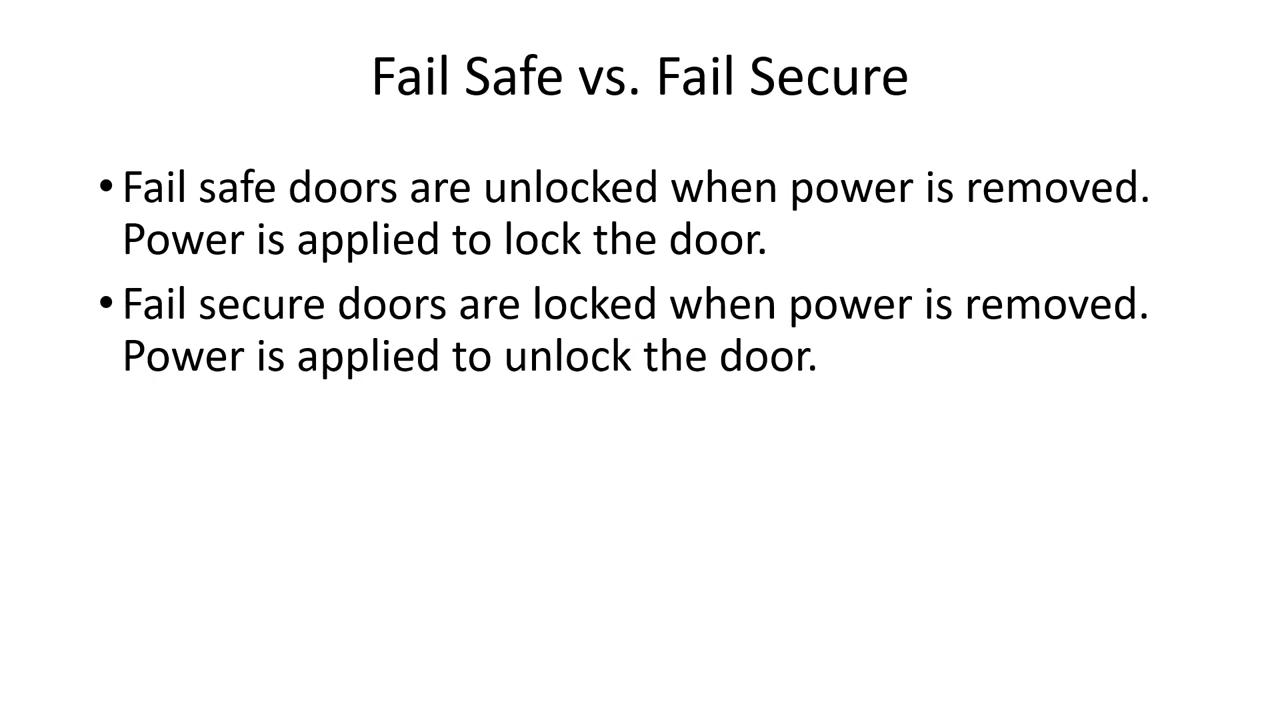 Fail Safe vs. Fail Secure
•Fail safe doors are unlocked when power is removed.
Power is applied to lock the door.
•Fail secure doors are locked when power is removed.
Power is applied to unlock the door.